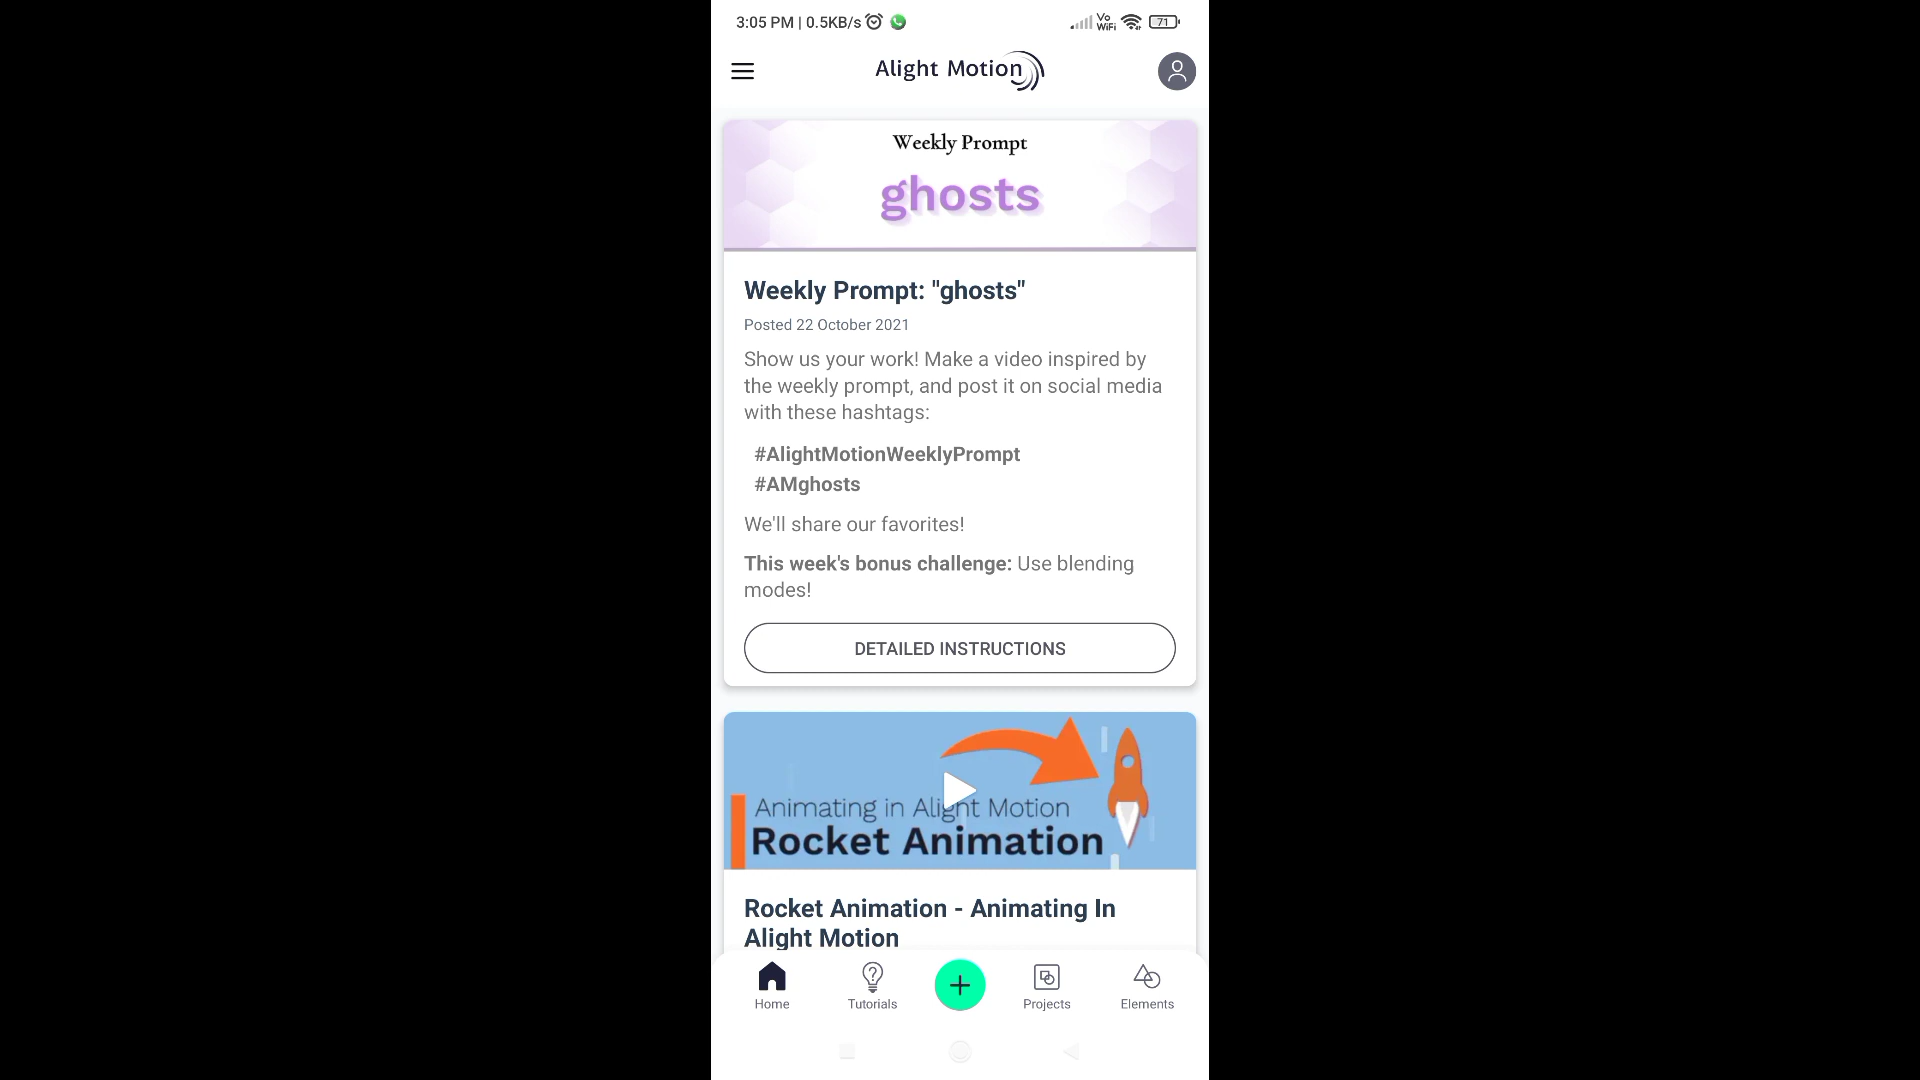 3:05 PM | 0.5KB/s
Vo
WiFi
71
Alight Motion
Weekly Prompt
ghosts
Weekly Prompt: "ghosts"
Posted 22 October 2021
Show us your work! Make a video inspired by
the weekly prompt, and post it on social media
with these hashtags:
#AlightMotionWeeklyPrompt
#AMghosts
We'll share our favorites!
This week's bonus challenge: Use blending
modes!
DETAILED INSTRUCTIONS
Animating in Alight Motion
Rocket Animation
Rocket Animation - Animating In
Alight Motion
Home
Tutorials
Projects
Elements